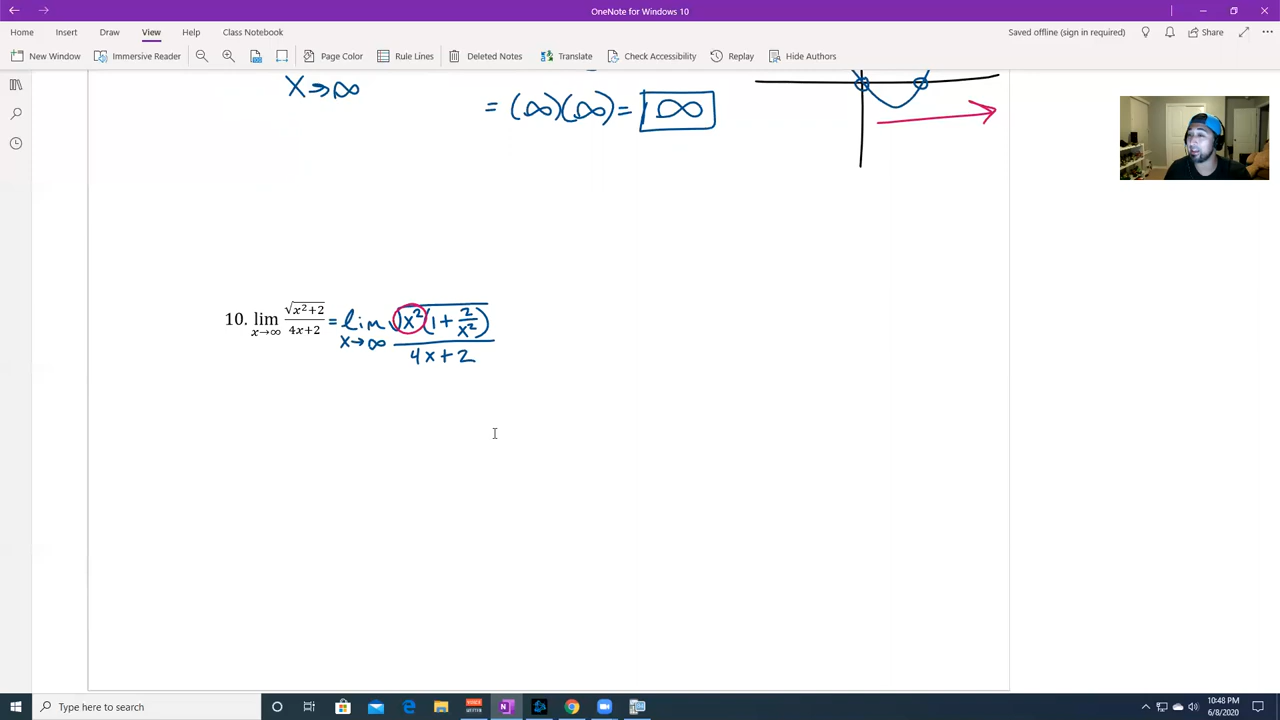 OneNote for Windows 10
Home Insert Draw View Help Class Notebook
Saved offline (sign in required) Share
New Window Immersive Reader Page Color Rule Lines Deleted Notes Translate Check Accessibility Replay Hide Authors
x→∞
= (∞)(∞) = ∞
10. lim x→∞ √x²+2 / 4x+2 = lim x→∞ √x²(1+2/x²) / 4x+2
Type here to search
10:48 PM
6/8/2020